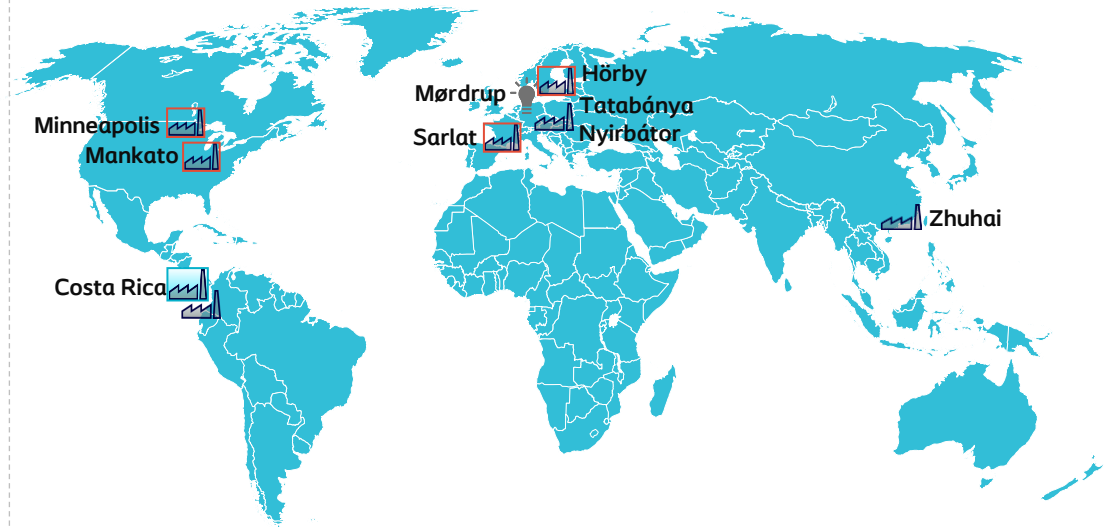 Hörby
Mørdrup
Tatabánya
Minneapolis
Sarlat
Nyirbátor
Mankato
Zhuhai
Costa Rica